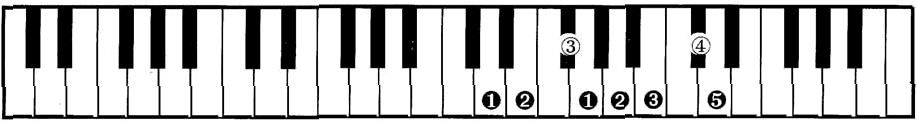 ③ ④
❶ ❷ ❶ ❷ ❸ ❺